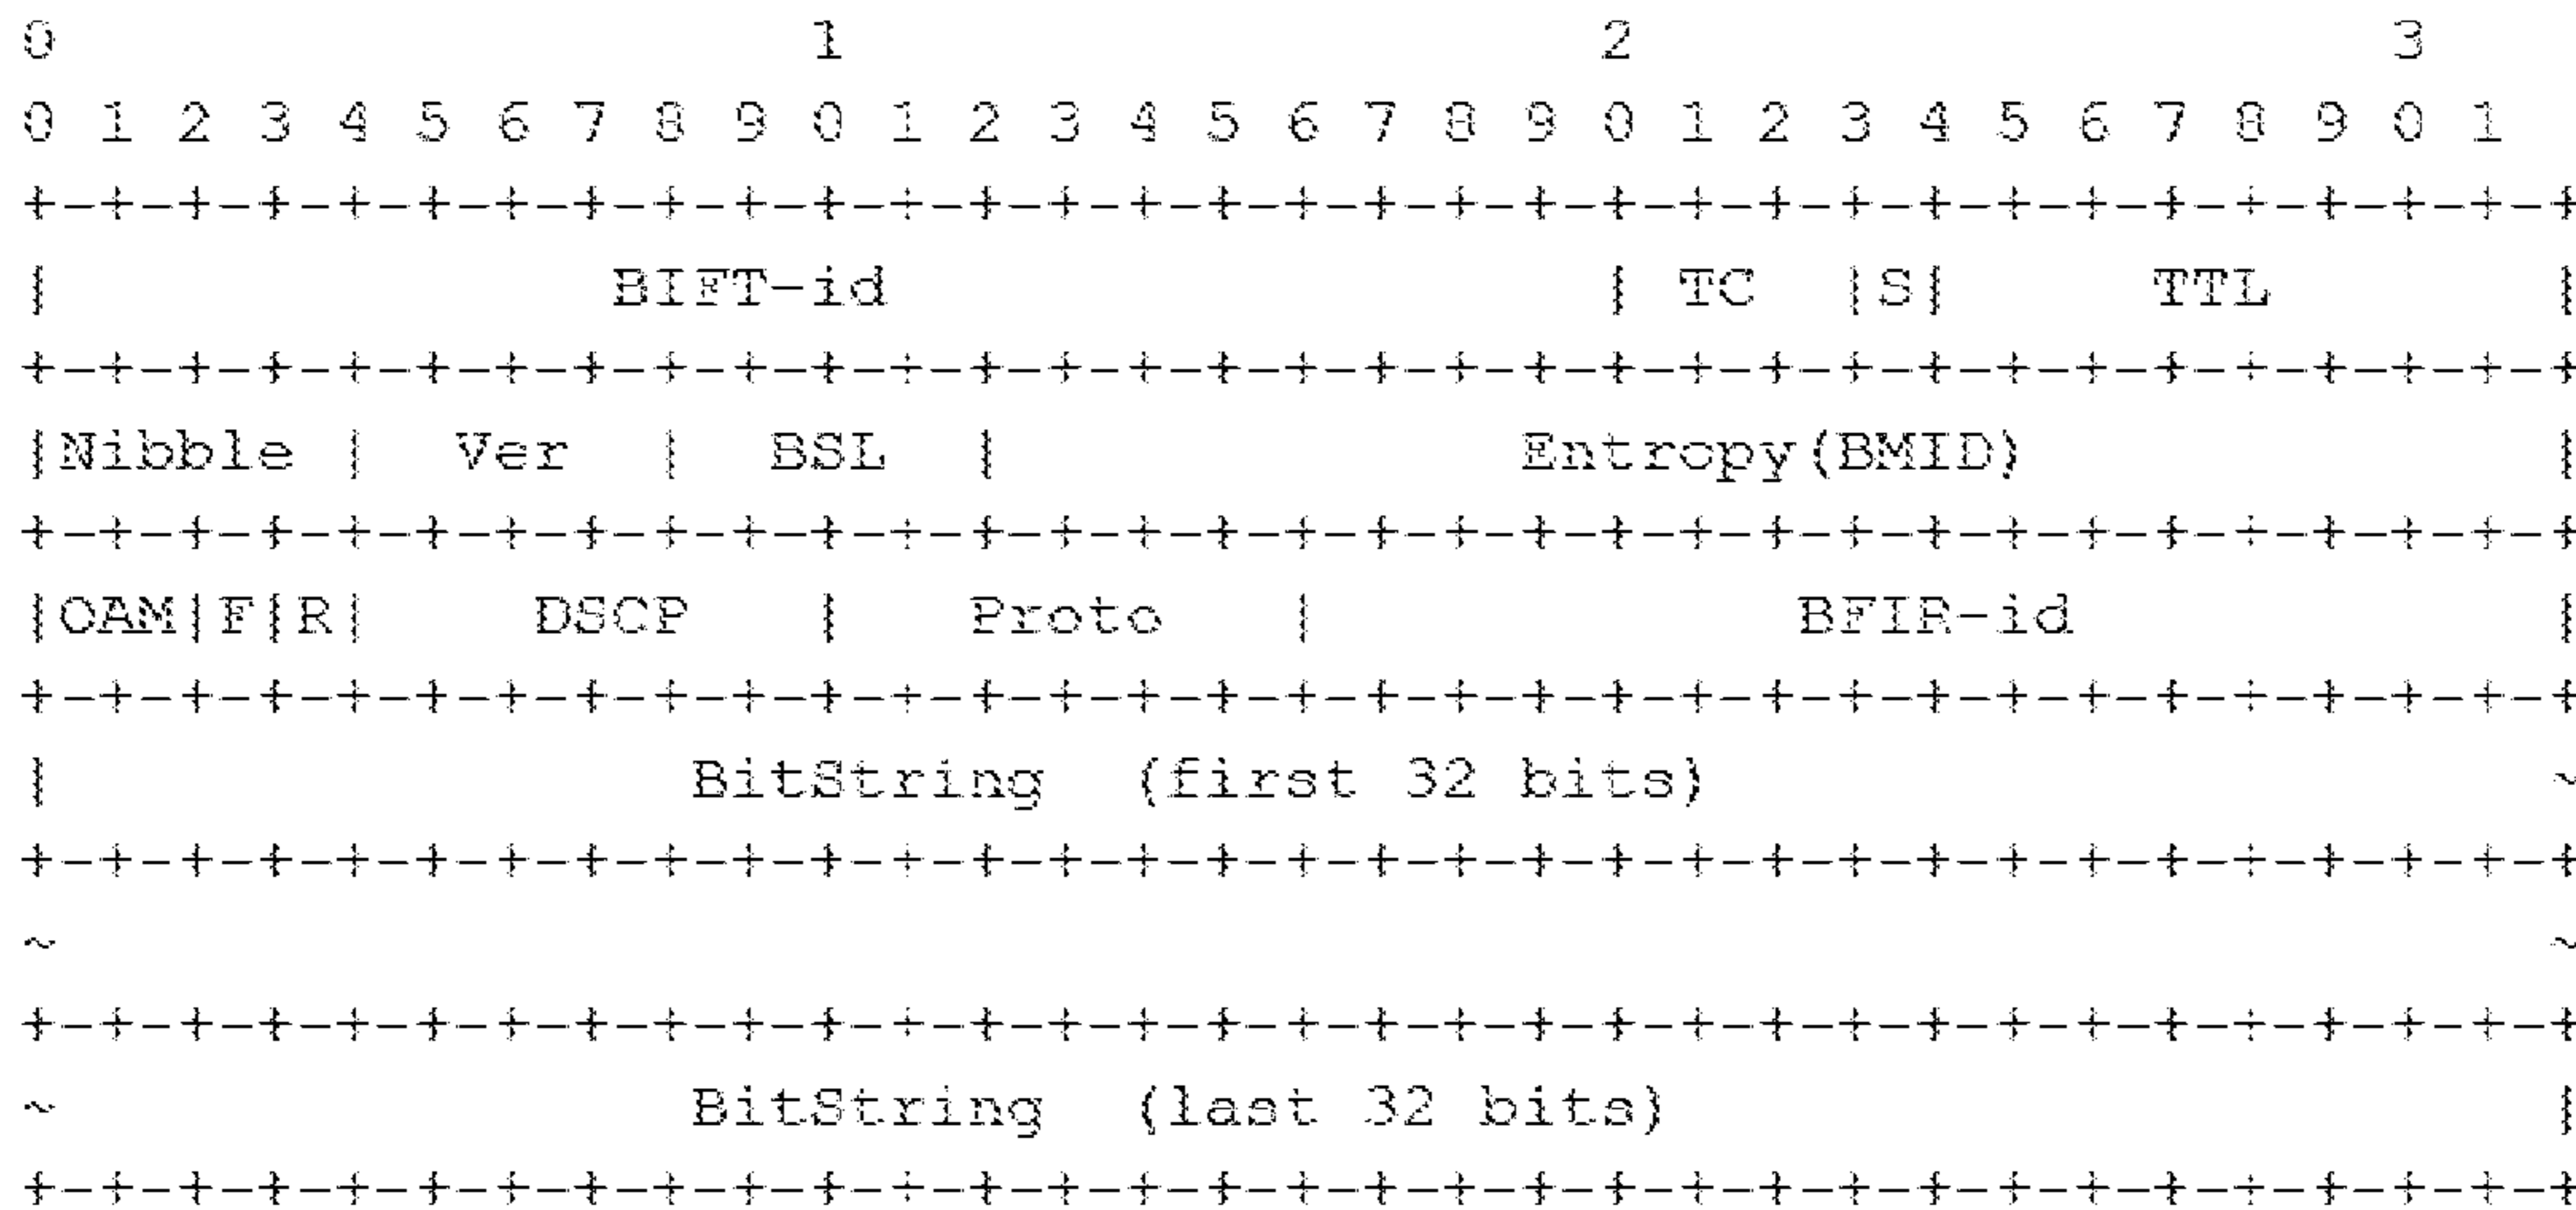 0                   1                   2                   3
0 1 2 3 4 5 6 7 8 9 0 1 2 3 4 5 6 7 8 9 0 1 2 3 4 5 6 7 8 9 0 1
+-+-+-+-+-+-+-+-+-+-+-+-+-+-+-+-+-+-+-+-+-+-+-+-+-+-+-+-+-+-+-+-+
|              BIFT-id                  | TC  |S|     TTL       |
+-+-+-+-+-+-+-+-+-+-+-+-+-+-+-+-+-+-+-+-+-+-+-+-+-+-+-+-+-+-+-+-+
|Nibble |  Ver  |  BSL  |             Entropy(BMID)             |
+-+-+-+-+-+-+-+-+-+-+-+-+-+-+-+-+-+-+-+-+-+-+-+-+-+-+-+-+-+-+-+-+
|OAM|F|R|    DSCP   |   Proto   |            BFIR-id            |
+-+-+-+-+-+-+-+-+-+-+-+-+-+-+-+-+-+-+-+-+-+-+-+-+-+-+-+-+-+-+-+-+
|                BitString  (first 32 bits)                     ~
+-+-+-+-+-+-+-+-+-+-+-+-+-+-+-+-+-+-+-+-+-+-+-+-+-+-+-+-+-+-+-+-+
~                                                               ~
+-+-+-+-+-+-+-+-+-+-+-+-+-+-+-+-+-+-+-+-+-+-+-+-+-+-+-+-+-+-+-+-+
~                BitString  (last 32 bits)                      |
+-+-+-+-+-+-+-+-+-+-+-+-+-+-+-+-+-+-+-+-+-+-+-+-+-+-+-+-+-+-+-+-+